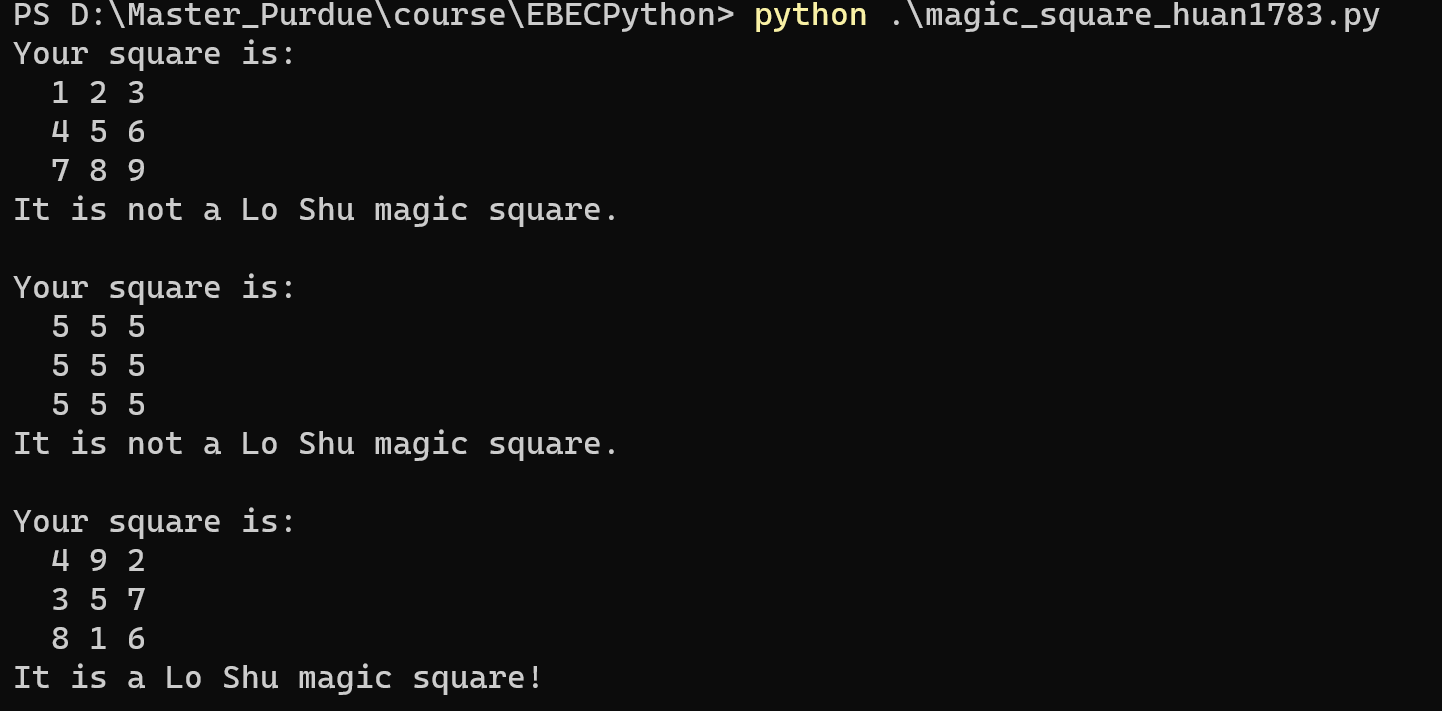 PS D:\Master_Purdue\course\EBECPython> python .\magic_square_huan1783.py
Your square is:
  1 2 3
  4 5 6
  7 8 9
It is not a Lo Shu magic square.

Your square is:
  5 5 5
  5 5 5
  5 5 5
It is not a Lo Shu magic square.

Your square is:
  4 9 2
  3 5 7
  8 1 6
It is a Lo Shu magic square!